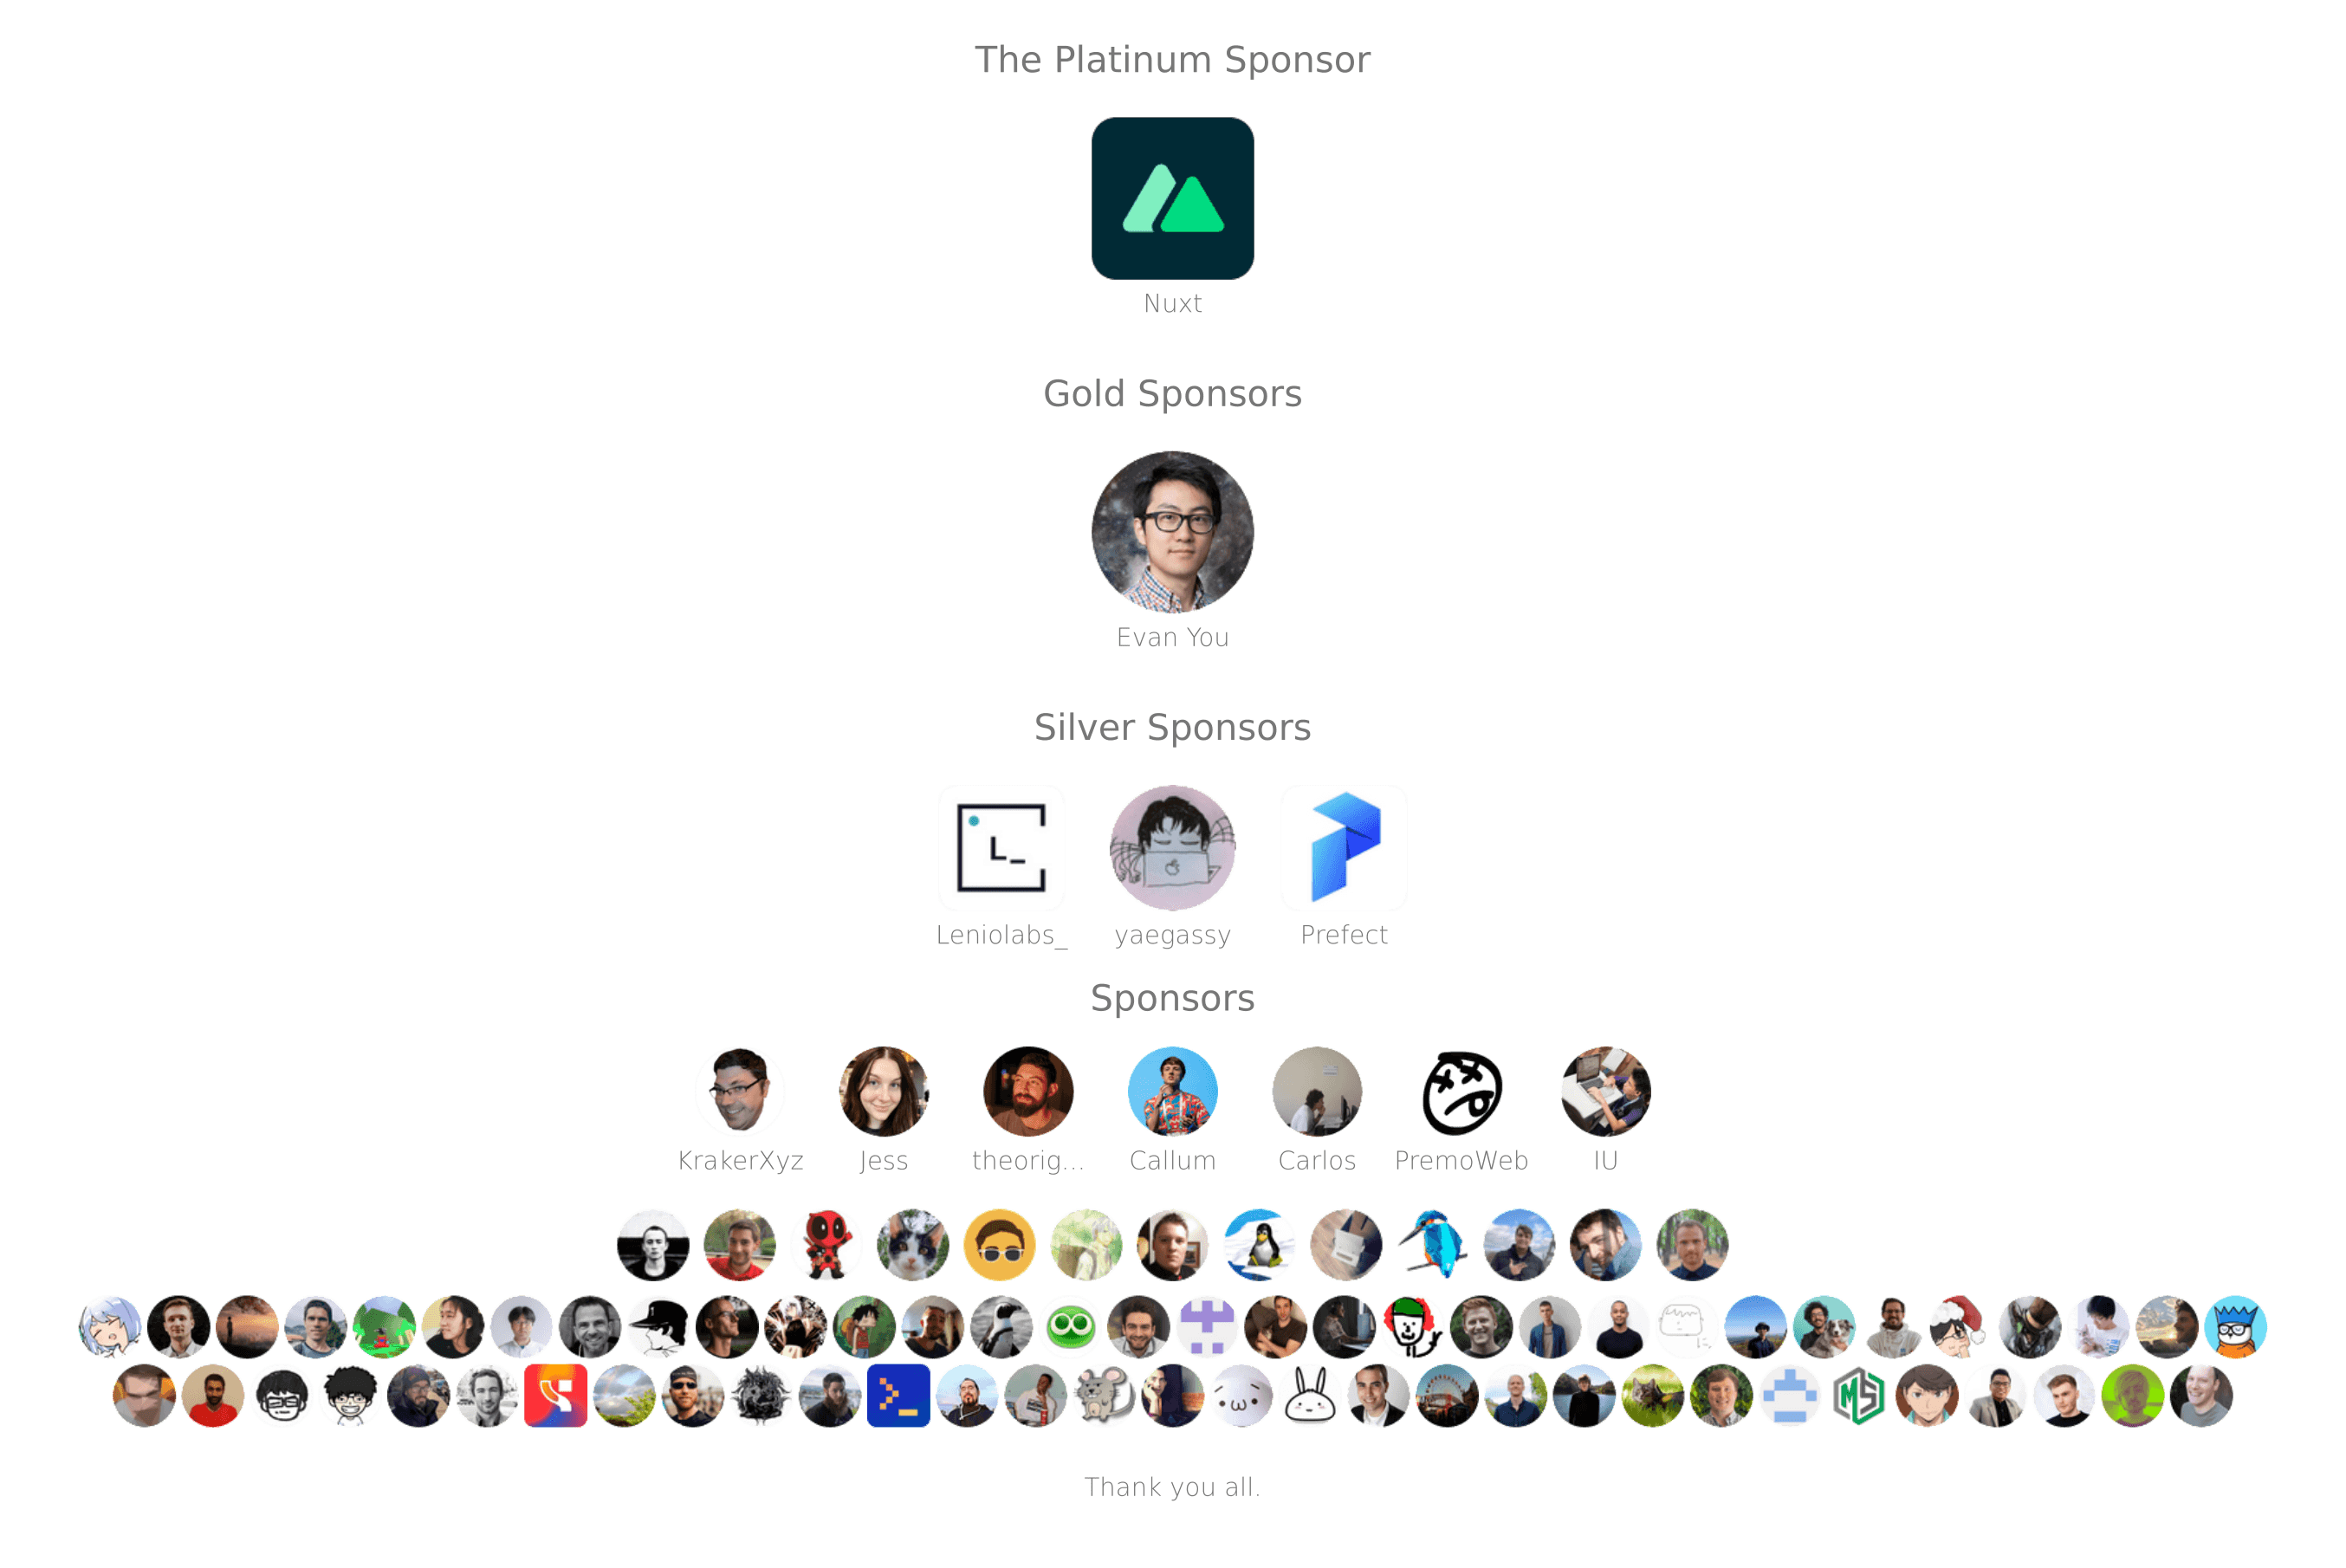 The Platinum Sponsor
Nuxt
Gold Sponsors
Evan You
Silver Sponsors
Leniolabs_ yaegassy Prefect
Sponsors
KrakerXyz Jess theorig... Callum Carlos PremoWeb IU
Thank you all.